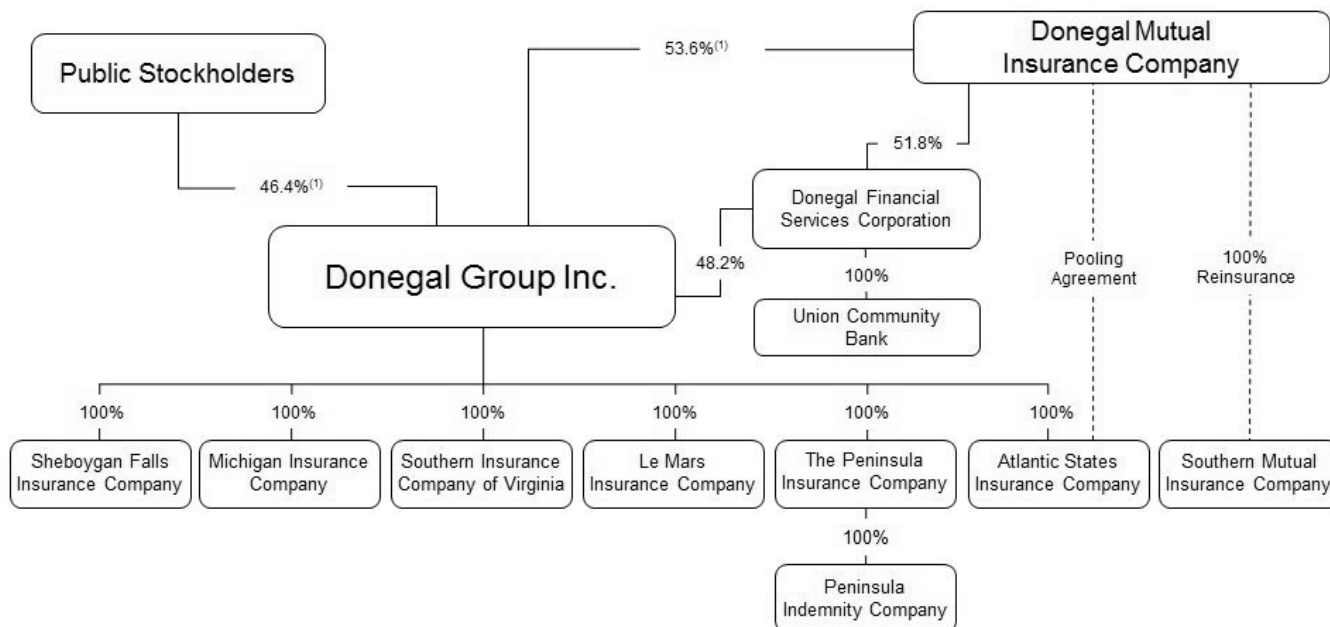 Donegal Mutual
Insurance Company
Public Stockholders
53.6%(1)
51.8%
46.4%(1)
Donegal Financial
Services Corporation
Donegal Group Inc.
48.2%
Pooling
Agreement
100%
Reinsurance
100%
Union Community
Bank
100%
100%
100%
100%
100%
100%
Sheboygan Falls
Insurance Company
Michigan Insurance
Company
Southern Insurance
Company of Virginia
Le Mars
Insurance Company
The Peninsula
Insurance Company
Atlantic States
Insurance Company
Southern Mutual
Insurance Company
100%
Peninsula
Indemnity Company